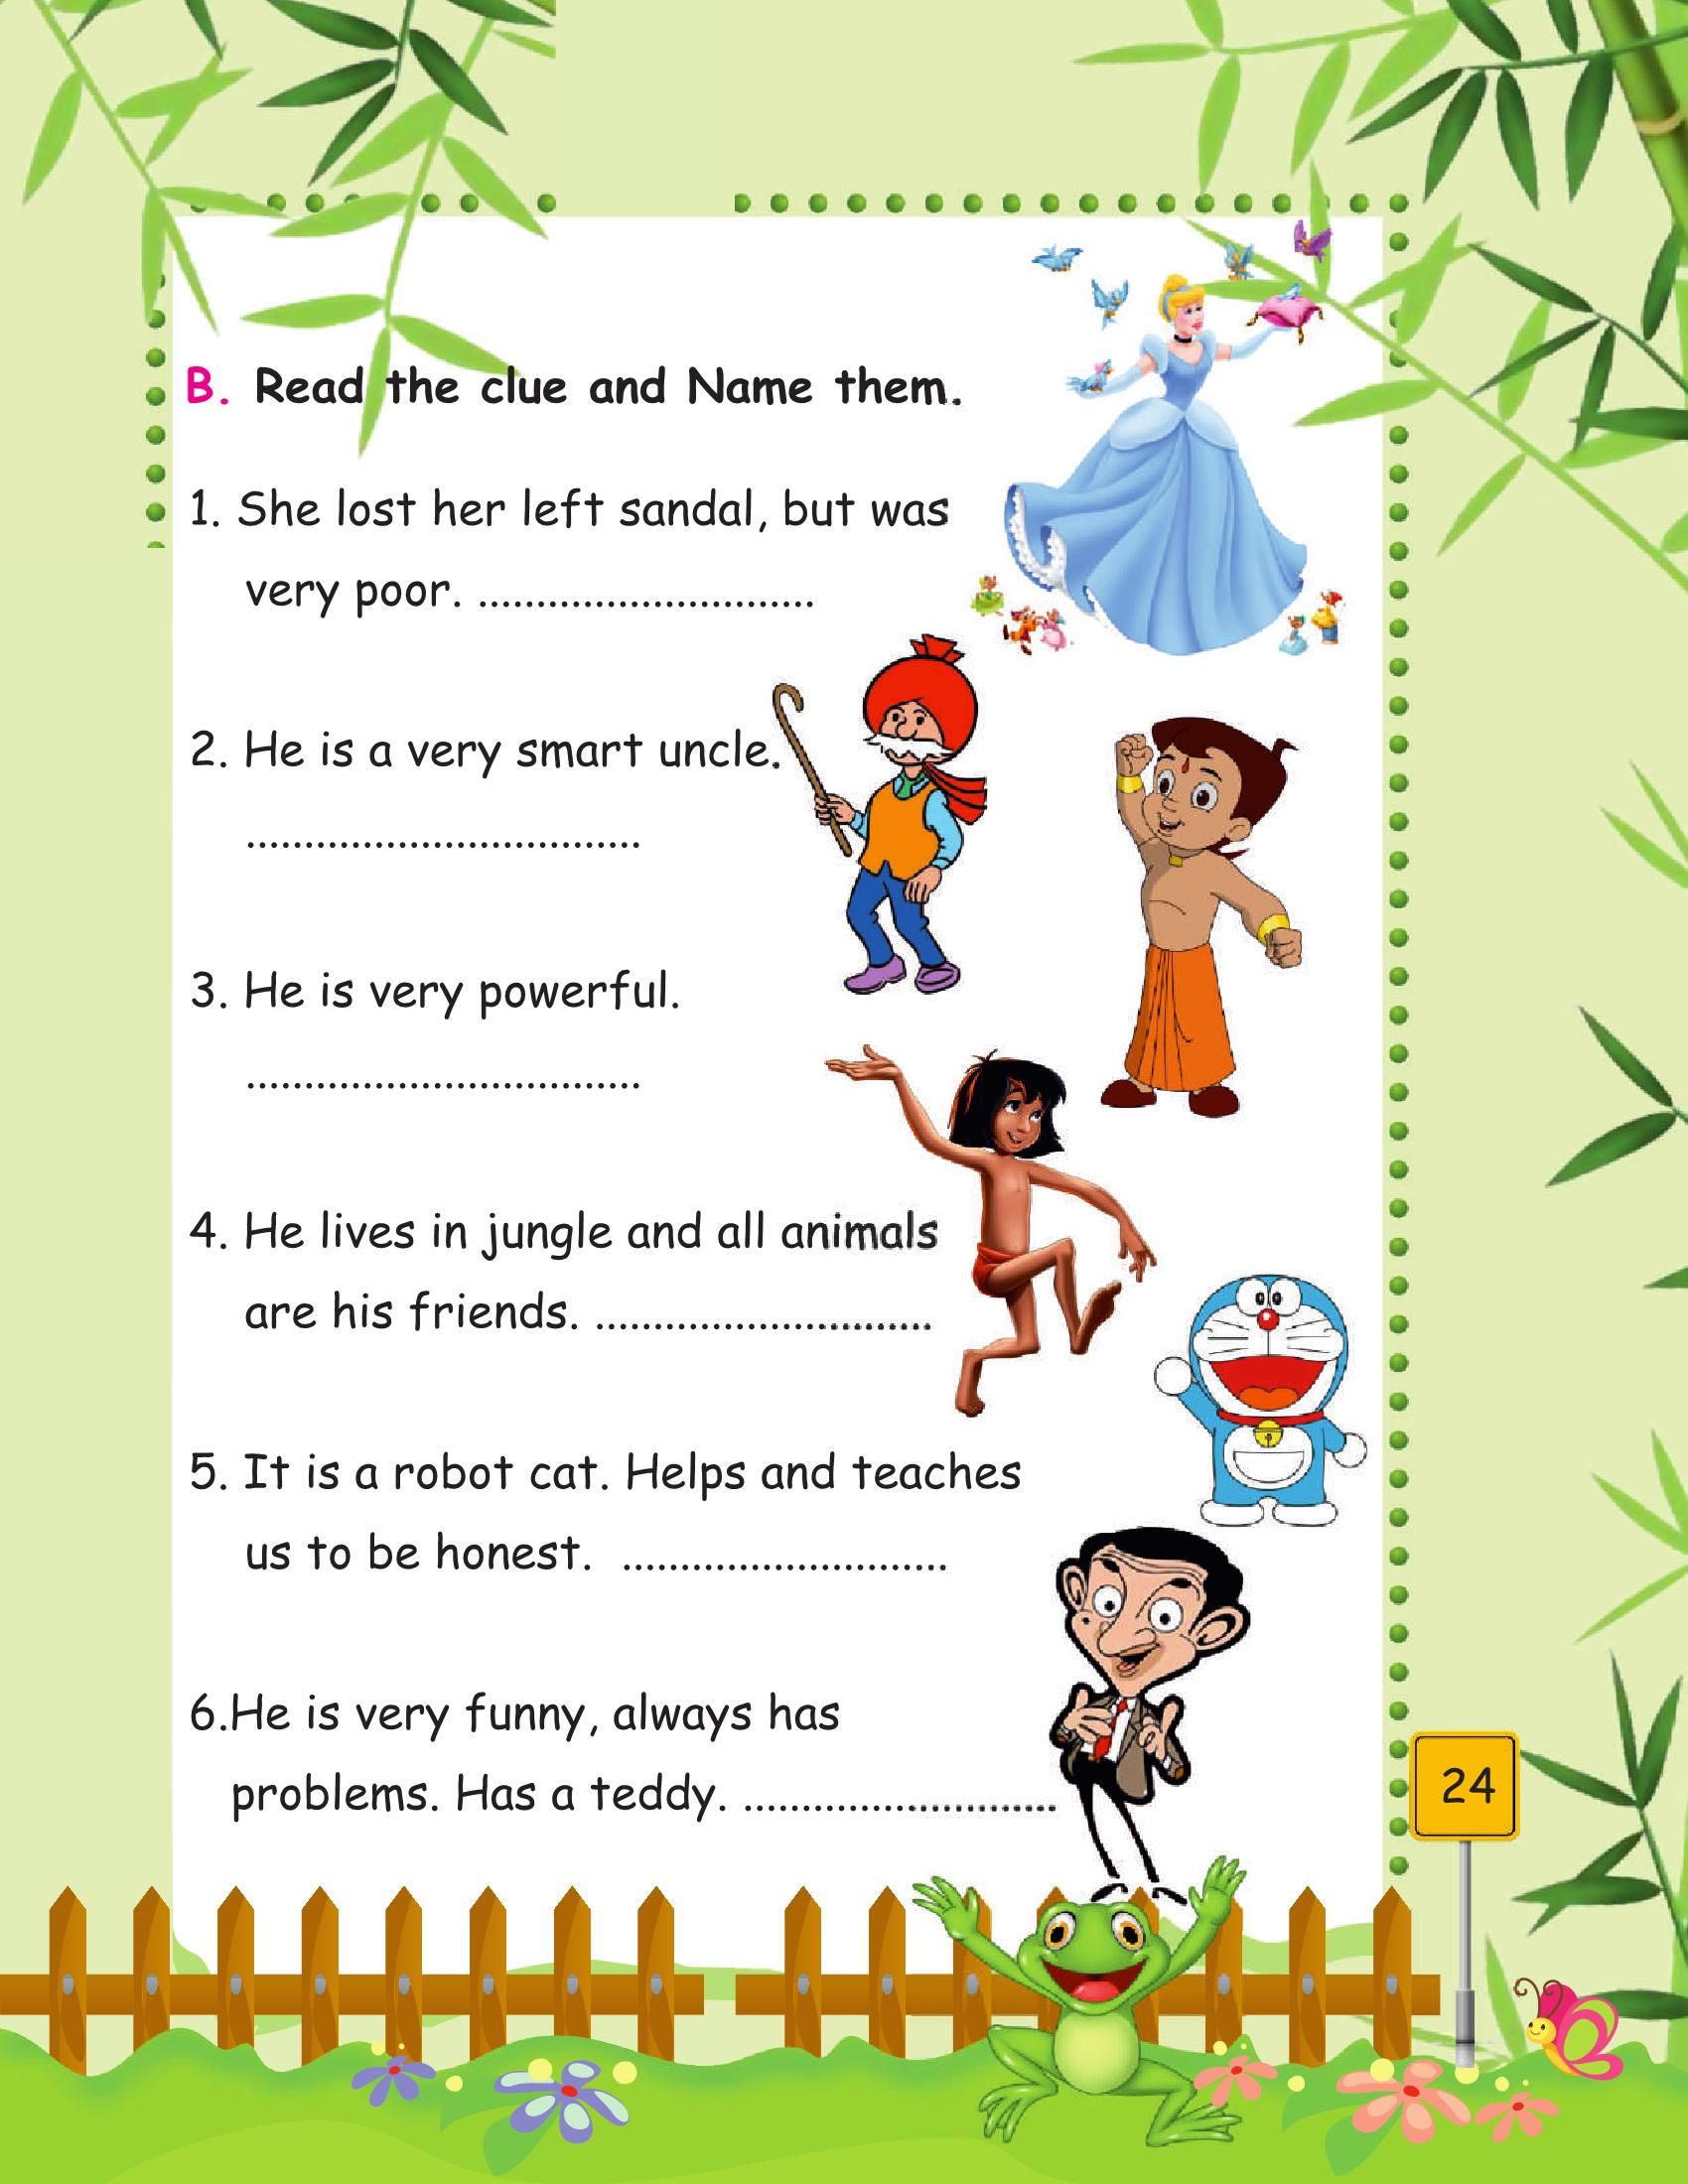 B. Read the clue and Name them.
1. She lost her left sandal, but was
very poor. .............................
2. He is a very smart uncle.
..................................
3. He is very powerful.
..................................
4. He lives in jungle and all animals
are his friends. .............................
5. It is a robot cat. Helps and teaches
us to be honest. ............................
6.He is very funny, always has
problems. Has a teddy. ...........................
24